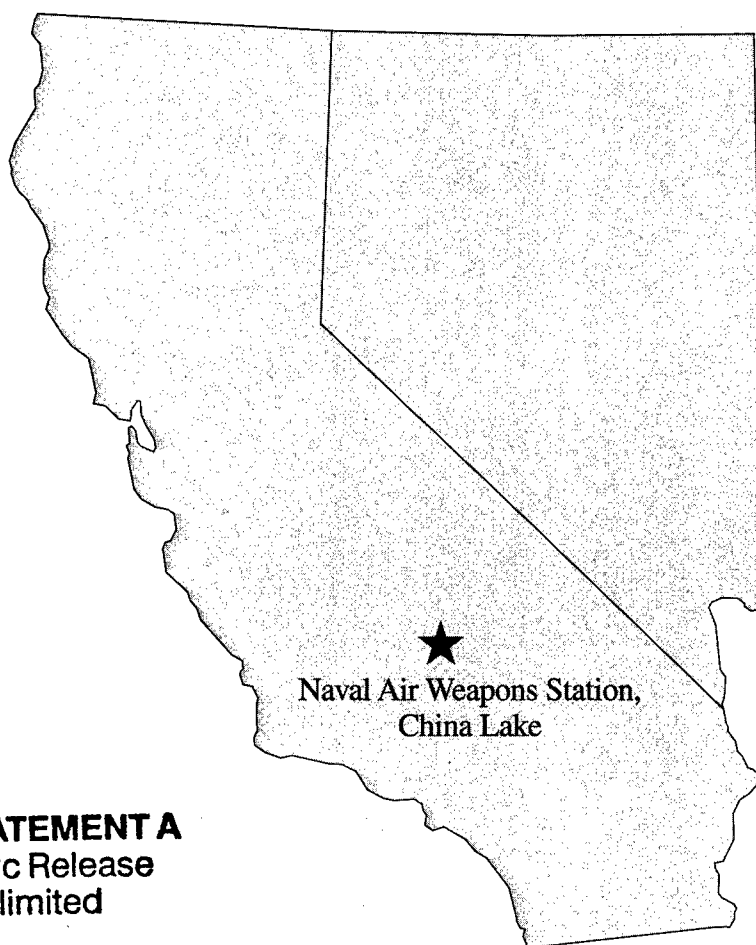 Naval Air Weapons Station,
China Lake
ATEMENT A
c Release
limited